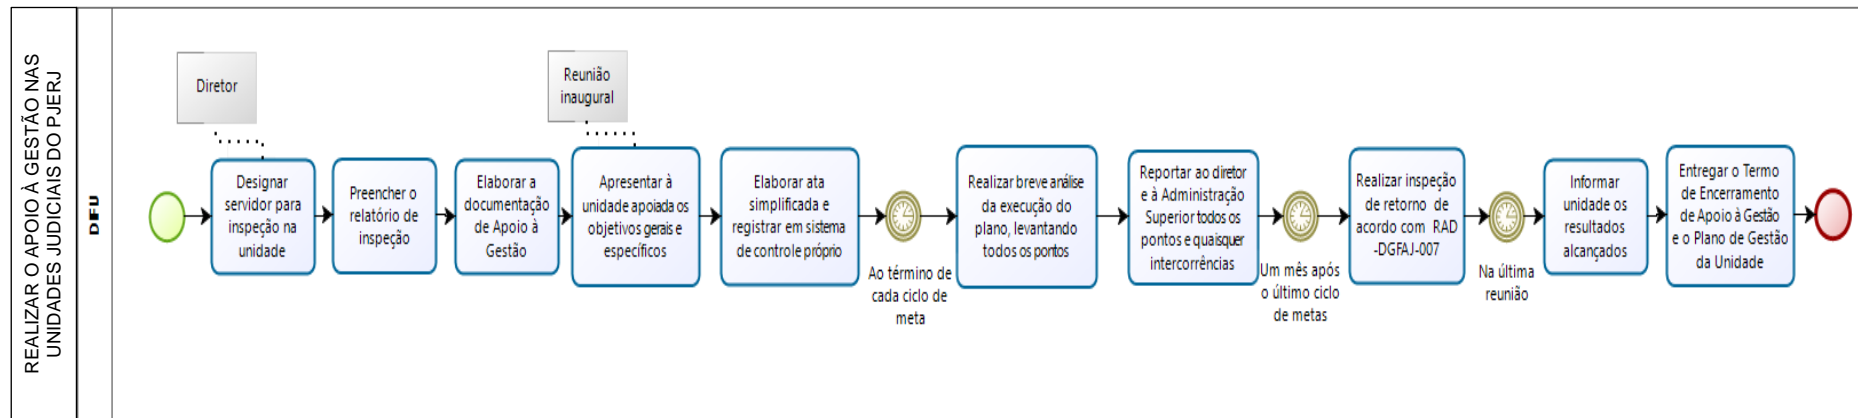 REALIZAR O APOIO À GESTÃO NAS
UNIDADES JUDICIAIS DO PJERJ
DFU
Diretor
Designar
servidor para
inspeção na
unidade
Preencher o
relatório de
inspeção
Elaborar a
documentação
de Apoio à
Gestão
Reunião
inaugural
Apresentar à
unidade apoiada os
objetivos gerais e
específicos
Elaborar ata
simplificada e
registrar em sistema
de controle próprio
Ao término de
cada ciclo de
meta
Realizar breve análise
da execução do
plano, levantando
todos os pontos
Reportar ao diretor
e à Administração
Superior todos os
pontos e quaisquer
intercorrências
Um mês após
o último ciclo
de metas
Realizar inspeção
de retorno de
acordo com RAD
-DGFAJ-007
Na última
reunião
Informar
unidade os
resultados
alcançados
Entregar o Termo
de Encerramento
de Apoio à Gestão
e o Plano de Gestão
da Unidade